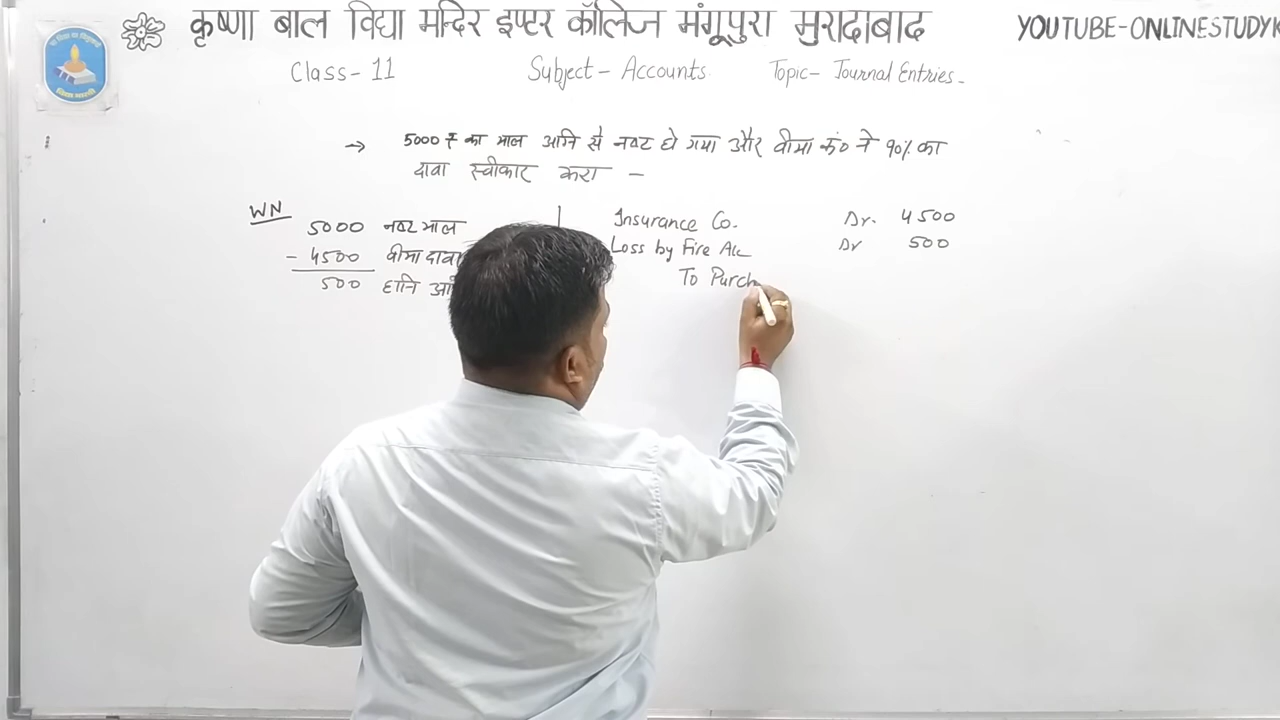 कृष्णा बाल विद्या मन्दिर इण्टर कॉलिज मंगूपुरा मुरादाबाद
YOUTUBE-ONLINESTUDYK
Class-11 Subject- Accounts. Topic- Journal Entries-
→ 5000 ₹ का माल अग्नि से नष्ट हो गया और बीमा कं० ने 90% का
दावा स्वीकार करा -
WN
5000 नष्ट माल
- 4500 बीमा दावा
500 हानि
Insurance Co. Dr. 4500
Loss by Fire A/c Dr 500
To Purch